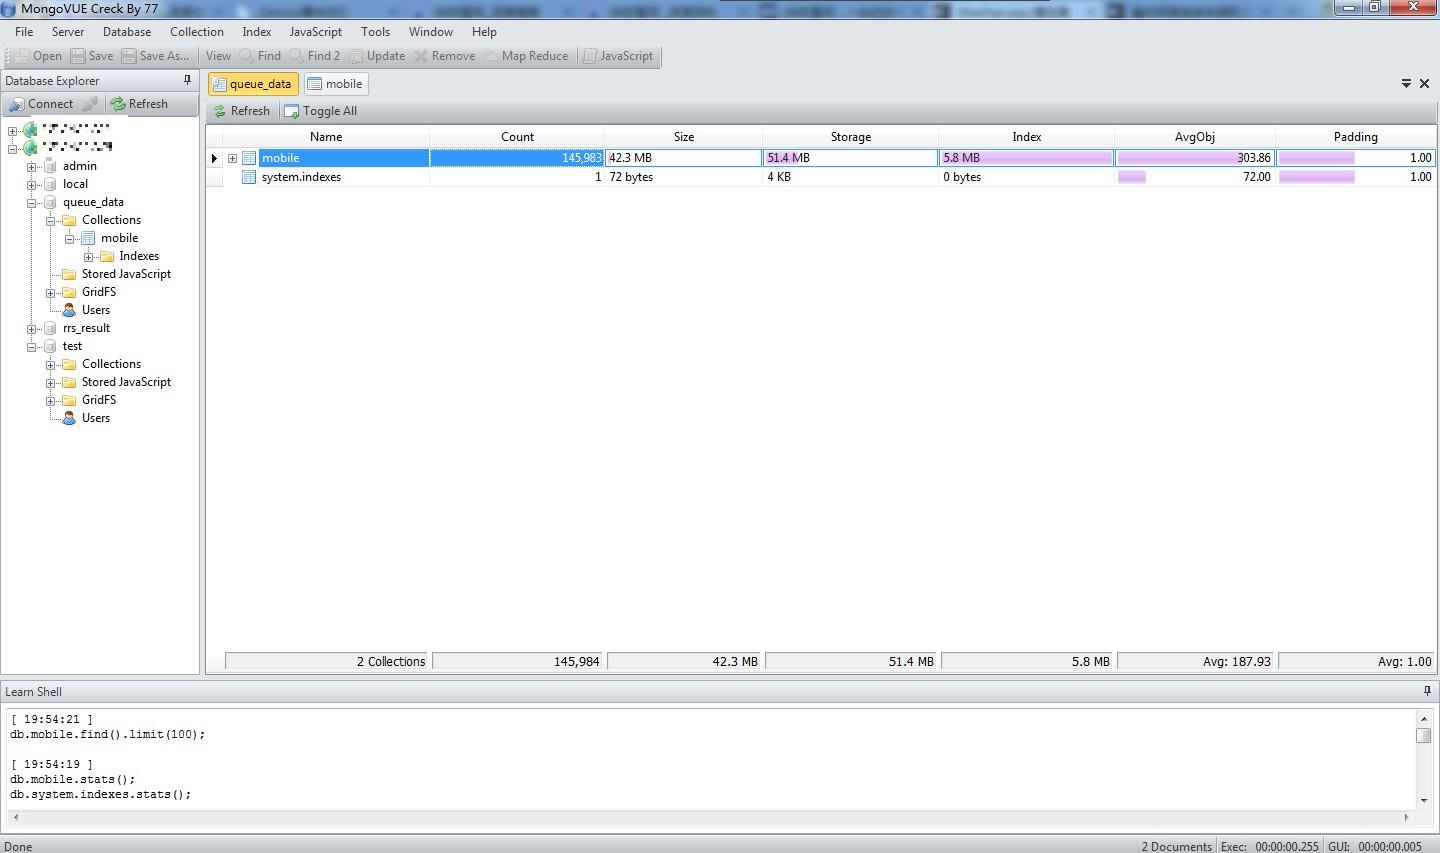 MongoVUE Creck By 77
File Server Database Collection Index JavaScript Tools Window Help
Open Save Save As... View Find Find 2 Update Remove Map Reduce JavaScript
Database Explorer
Connect Refresh
admin
local
queue_data
Collections
mobile
Indexes
Stored JavaScript
GridFS
Users
rrs_result
test
Collections
Stored JavaScript
GridFS
Users
queue_data mobile
Refresh Toggle All
Name Count Size Storage Index AvgObj Padding
mobile 145,983 42.3 MB 51.4 MB 5.8 MB 303.86 1.00
system.indexes 1 72 bytes 4 KB 0 bytes 72.00 1.00
2 Collections 145,984 42.3 MB 51.4 MB 5.8 MB Avg: 187.93 Avg: 1.00
Learn Shell
[ 19:54:21 ]
db.mobile.find().limit(100);
[ 19:54:19 ]
db.mobile.stats();
db.system.indexes.stats();
Done 2 Documents Exec: 00:00:00.255 GUI: 00:00:00.005